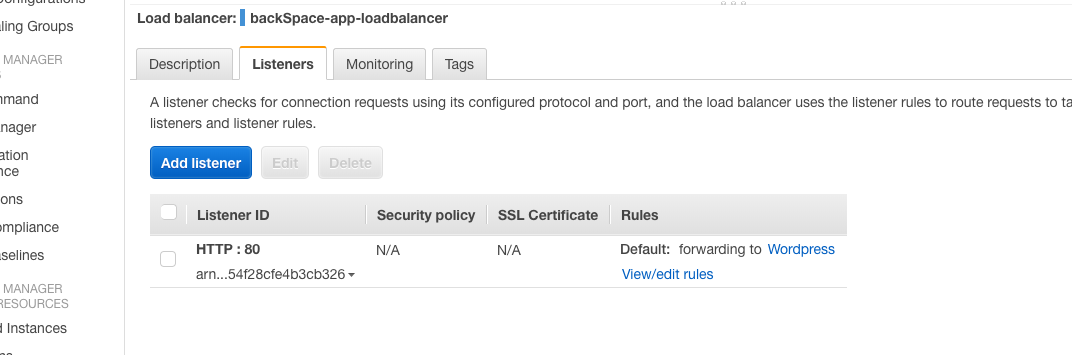 onfigurations
Load balancer: backSpace-app-loadbalancer
aling Groups
MANAGER
S
Description Listeners Monitoring Tags
mmand
A listener checks for connection requests using its configured protocol and port, and the load balancer uses the listener rules to route requests to ta
listeners and listener rules.
anager
ation
nce
Add listener Edit Delete
ons
Listener ID Security policy SSL Certificate Rules
ompliance
HTTP : 80 N/A N/A Default: forwarding to Wordpress
aselines
arn...54f28cfe4b3cb326 View/edit rules
MANAGER
RESOURCES
d Instances